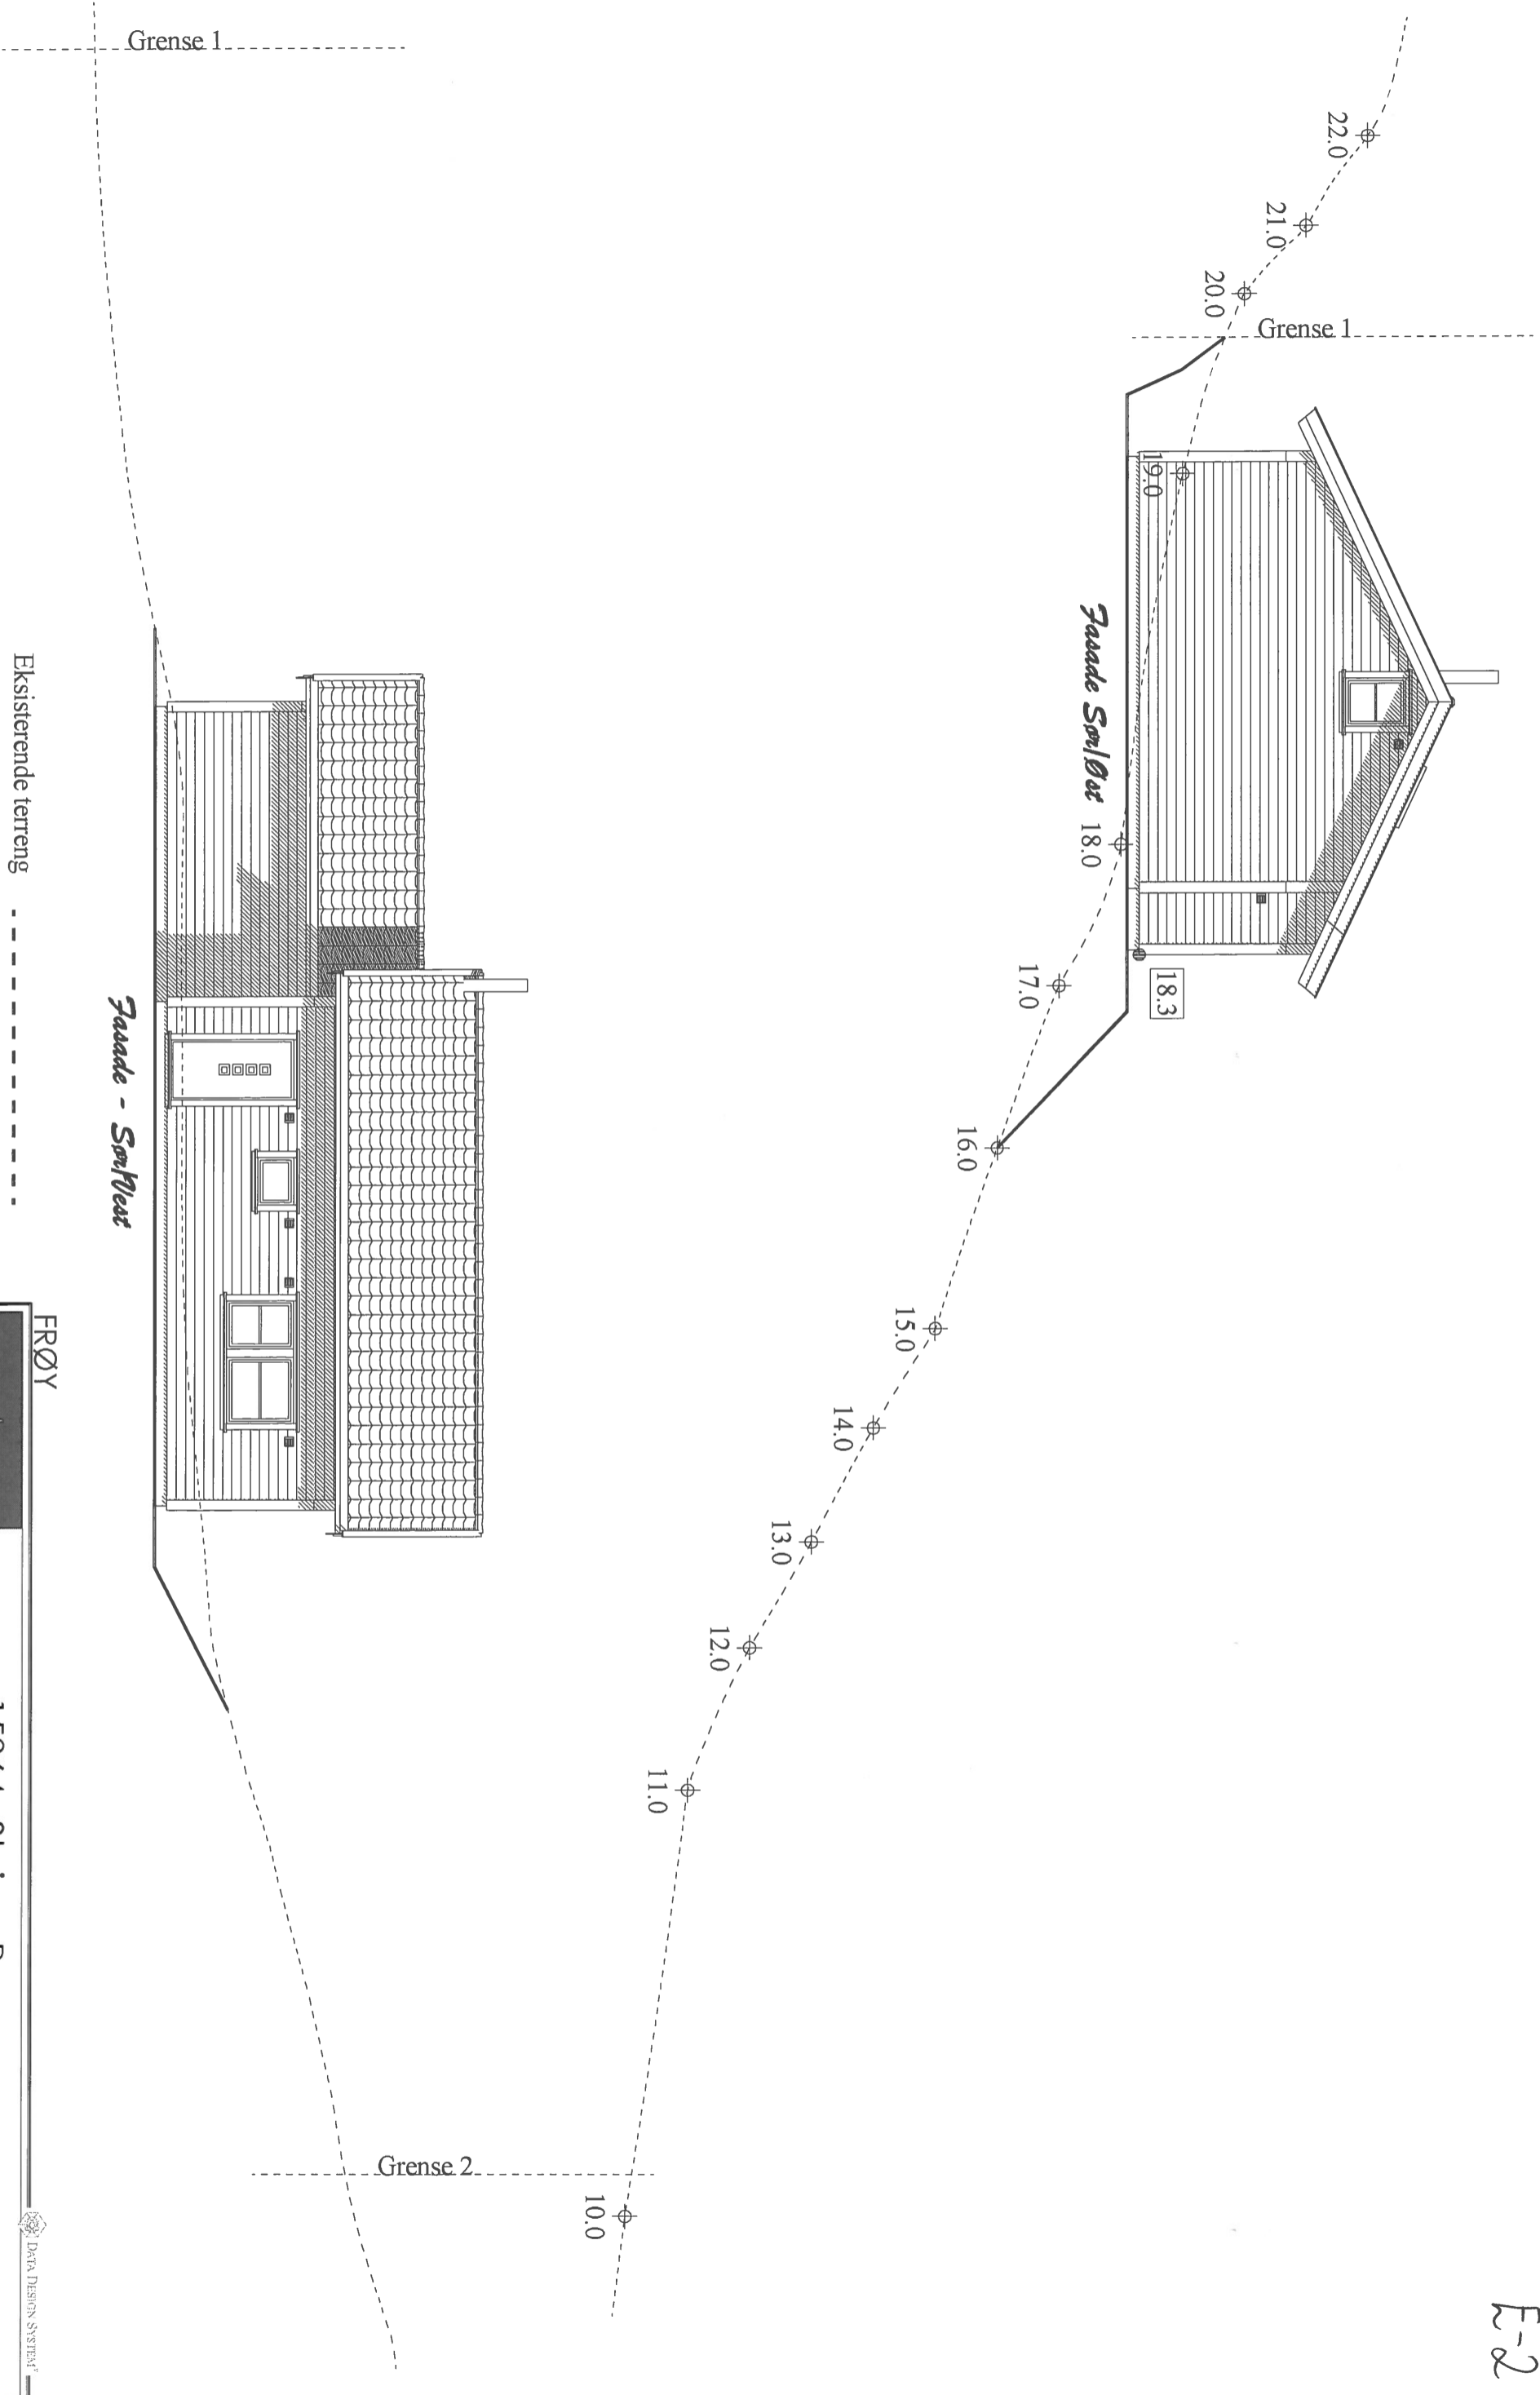 E-2
22.0
21.0
20.0
Grense 1
19.0
18.0
18.3
17.0
16.0
15.0
14.0
13.0
12.0
11.0
10.0
Fasade Sør/Øst
Grense 1
Grense 2
Fasade - Sør/Vest
Eksisterende terreng
FRØY
DATA DESIGN SYSTEM